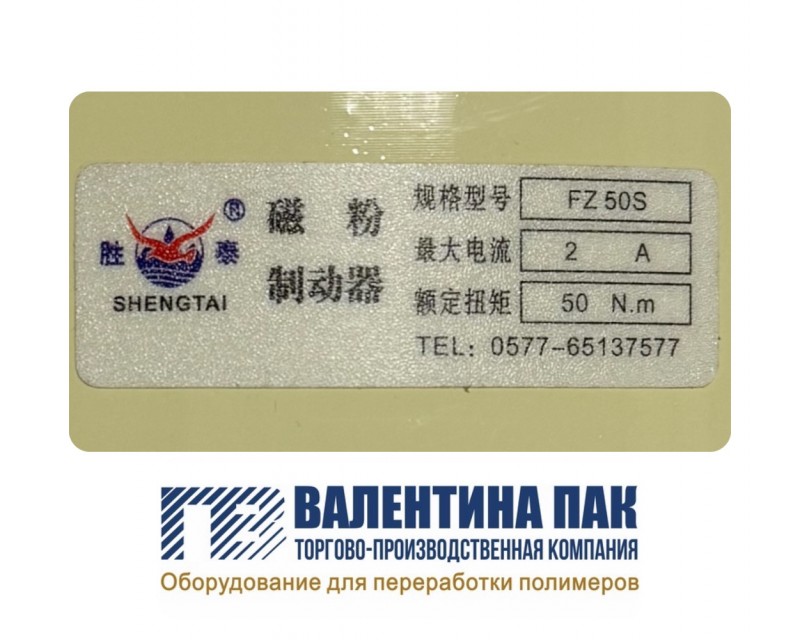 胜 泰 ®
SHENGTAI
磁 粉
制动器
规格型号 FZ 50S
最大电流 2 A
额定扭矩 50 N.m
TEL: 0577-65137577
ВАЛЕНТИНА ПАК
ТОРГОВО-ПРОИЗВОДСТВЕННАЯ КОМПАНИЯ
Оборудование для переработки полимеров